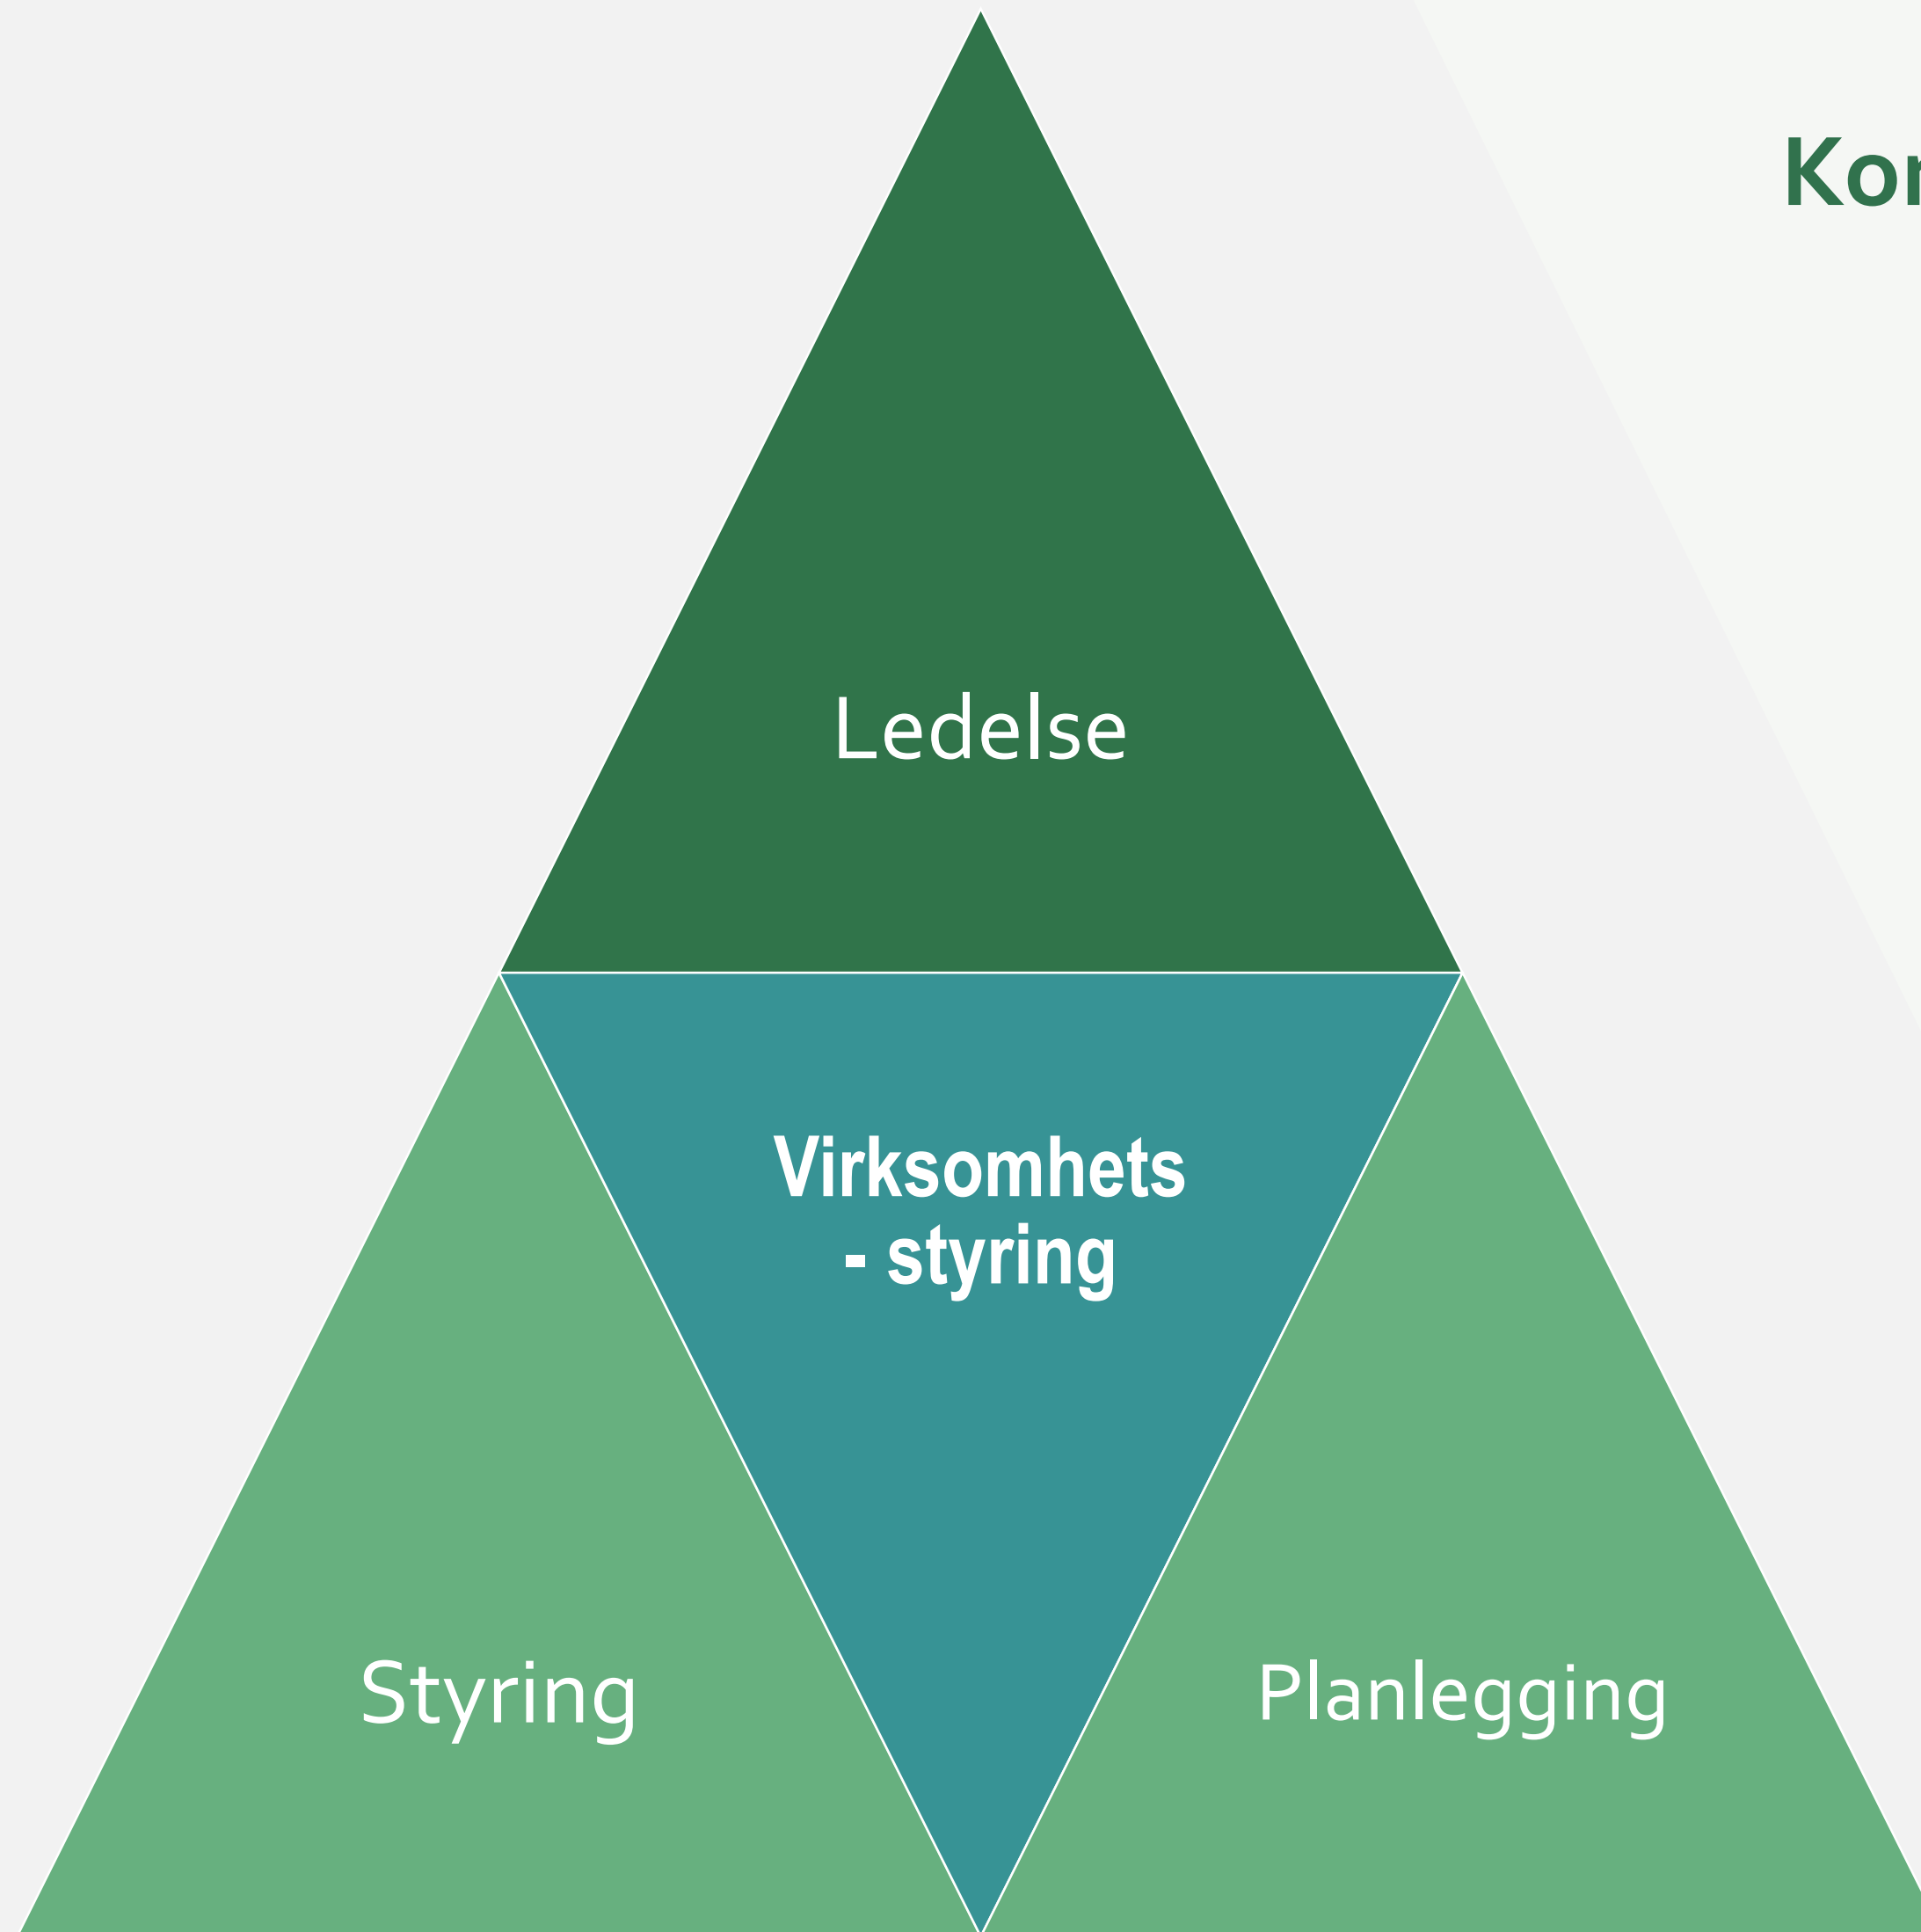 Ledelse
Virksomhets
- styring
Styring
Planlegging